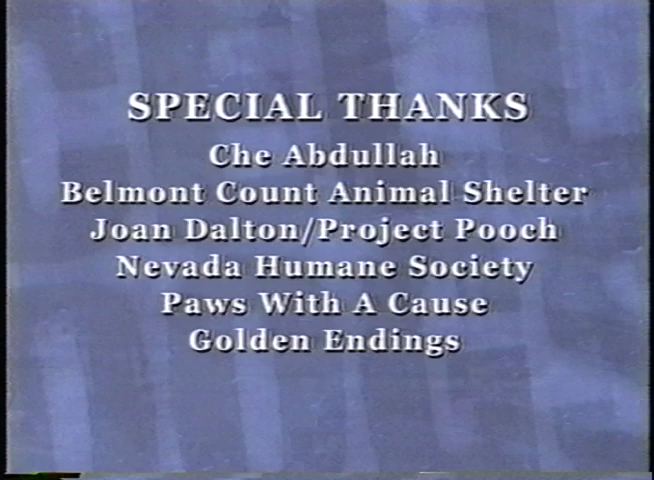 SPECIAL THANKS
Che Abdullah
Belmont Count Animal Shelter
Joan Dalton/Project Pooch
Nevada Humane Society
Paws With A Cause
Golden Endings